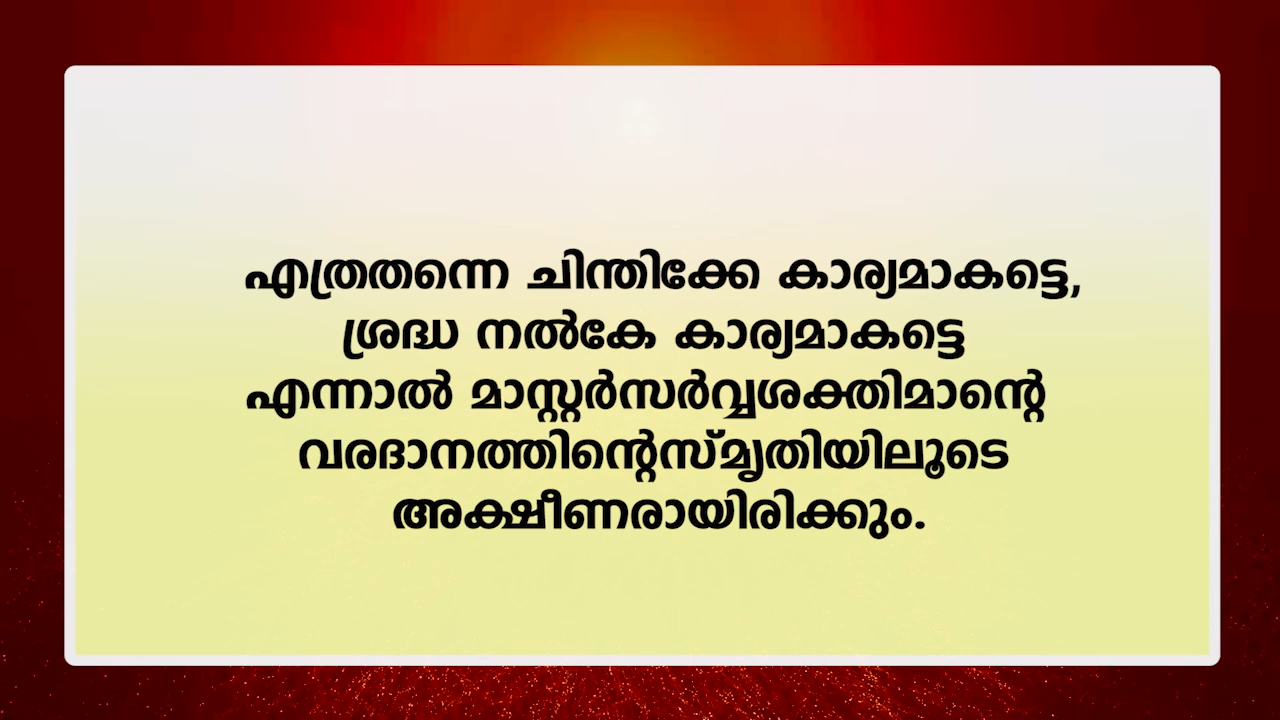 എത്രതന്നെ ചിന്തിക്കേ കാര്യമാകട്ടെ,
ശ്രദ്ധ നൽകേ കാര്യമാകട്ടെ
എന്നാൽ മാസ്റ്റർസർവ്വശക്തിമാന്റെ
വരദാനത്തിന്റെസ്മൃതിയിലൂടെ
അക്ഷീണരായിരിക്കും.